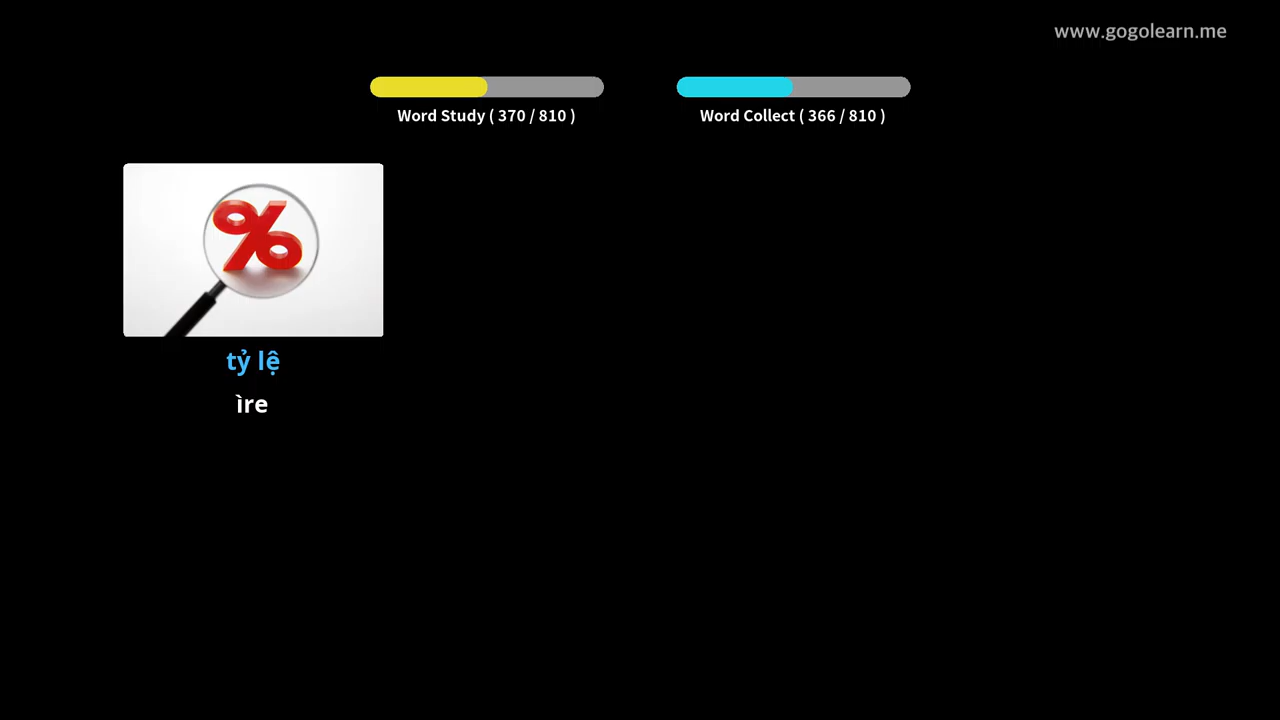 www.gogolearn.me
Word Study ( 370 / 810 )
Word Collect ( 366 / 810 )
%
tỷ lệ
ìre